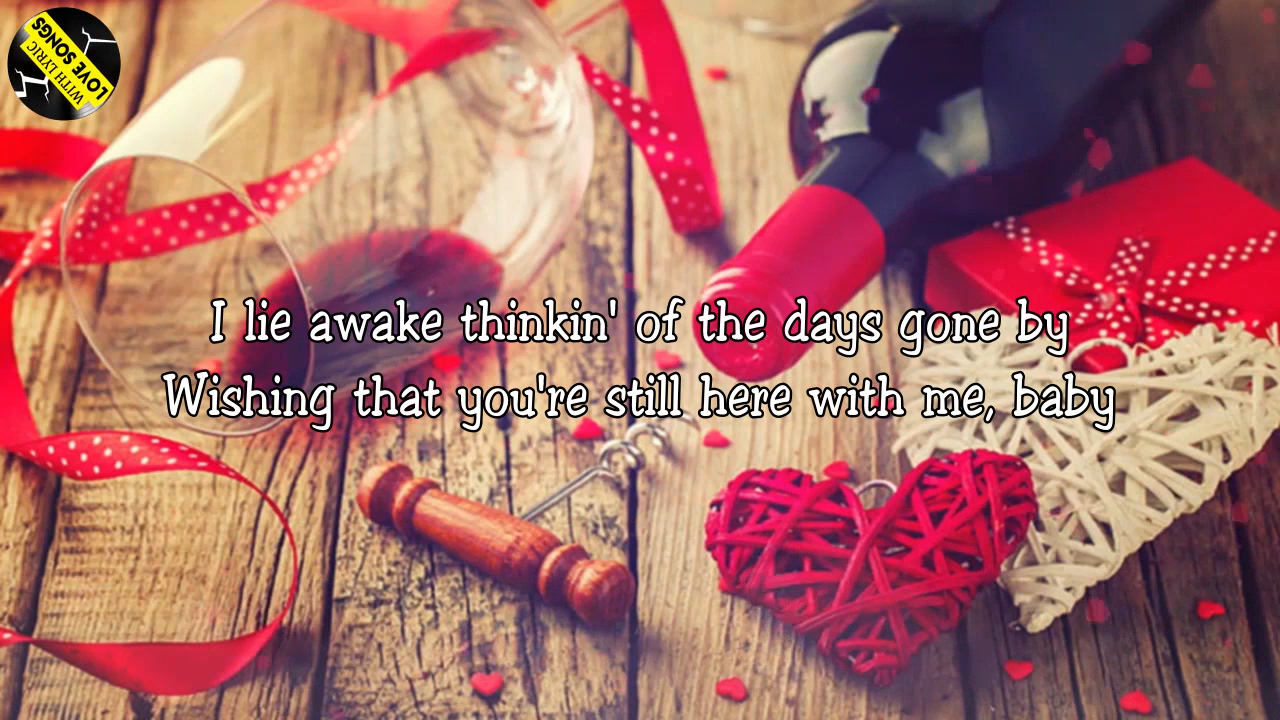 LOVE SONGS
WITH LYRIC
I lie awake thinkin' of the days gone by
Wishing that you're still here with me, baby